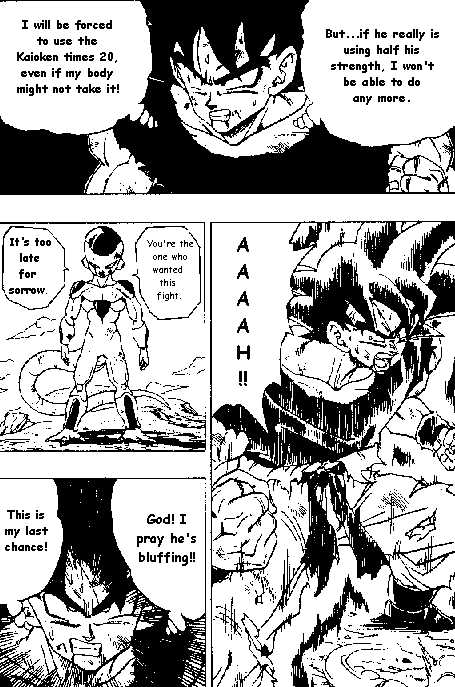 I will be forced
to use the
Kaioken times 20,
even if my body
might not take it!
But...if he really is
using half his
strength, I won't
be able to do
any more.
It's too
late
for
sorrow.
You're the
one who
wanted
this
fight.
A
A
A
A
A
H
!!
This is
my last
chance!
God! I
pray he's
bluffing!!